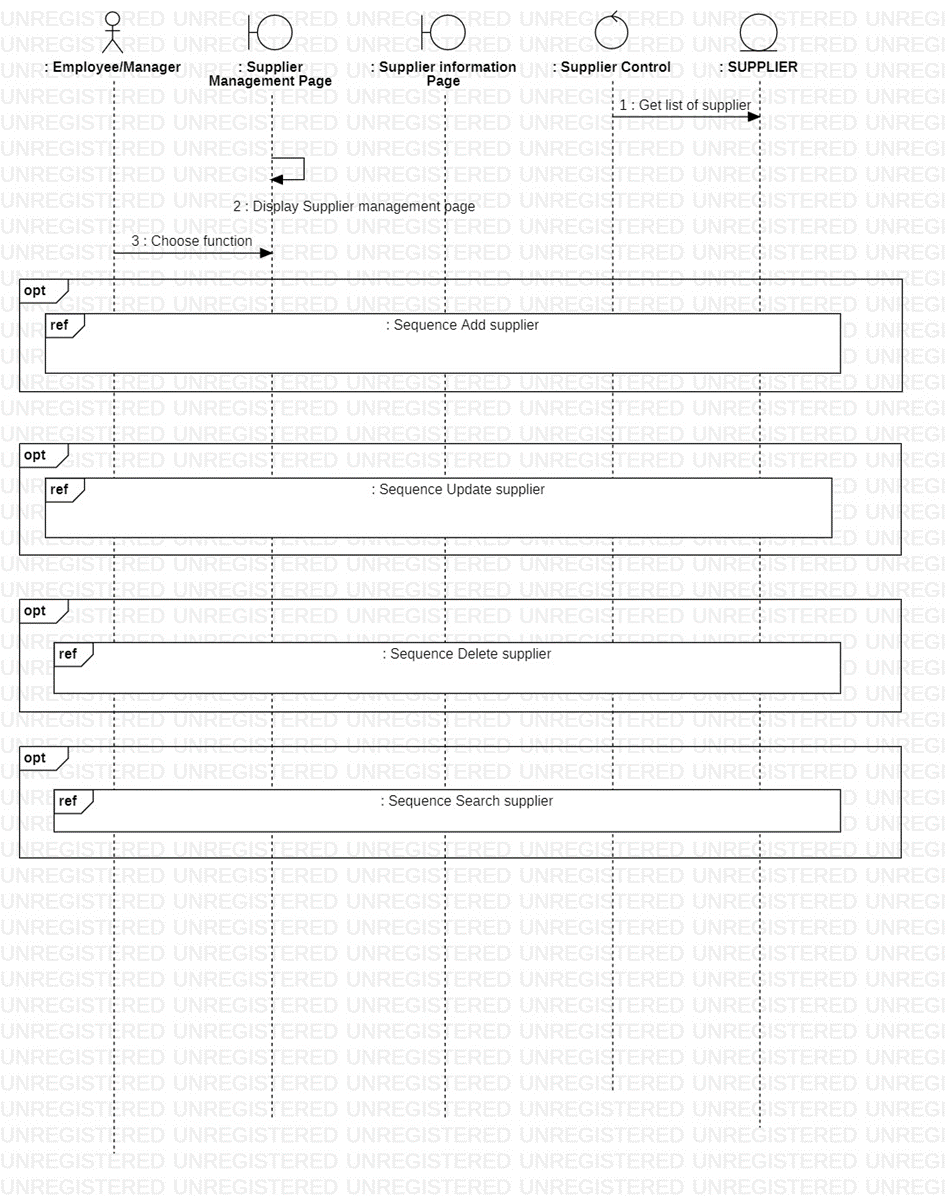 : Employee/Manager
: Supplier
Management Page
: Supplier information
Page
: Supplier Control
: SUPPLIER
1 : Get list of supplier
2 : Display Supplier management page
3 : Choose function
opt
ref
: Sequence Add supplier
opt
ref
: Sequence Update supplier
opt
ref
: Sequence Delete supplier
opt
ref
: Sequence Search supplier
UNREGISTERED